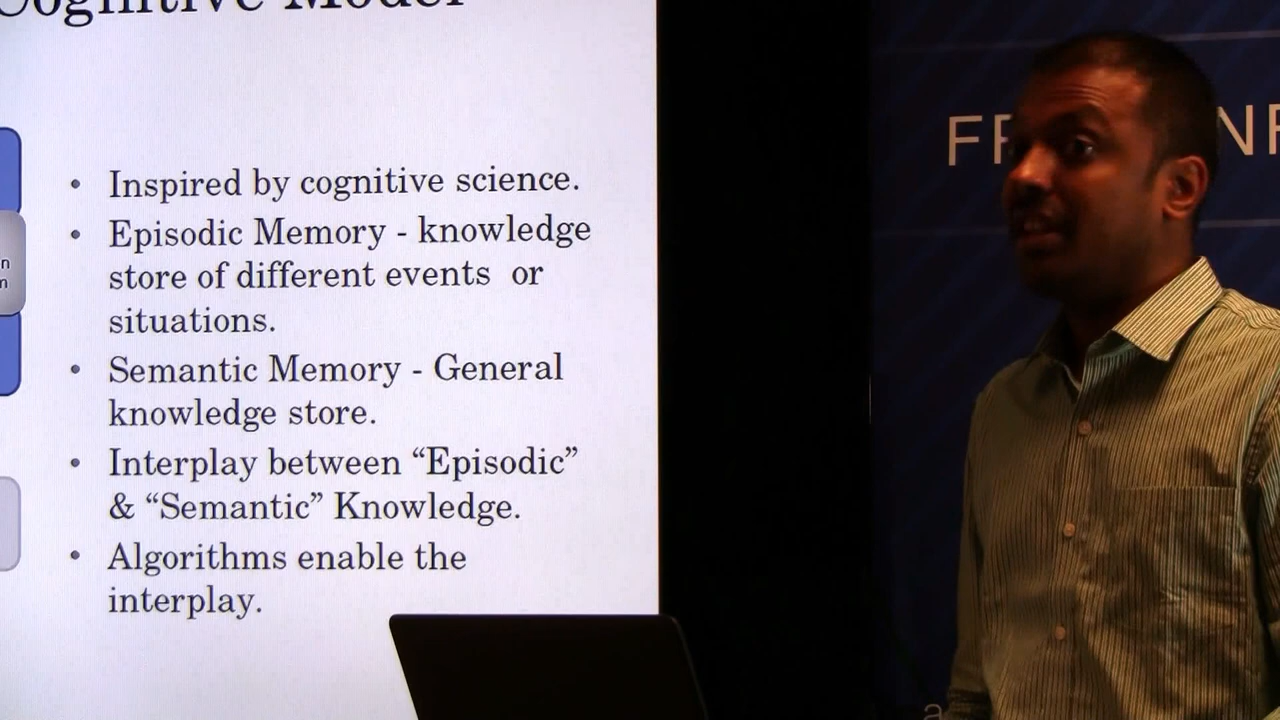 Cognitive Model
• Inspired by cognitive science.
• Episodic Memory - knowledge
store of different events or
situations.
• Semantic Memory - General
knowledge store.
• Interplay between “Episodic”
& “Semantic” Knowledge.
• Algorithms enable the
interplay.